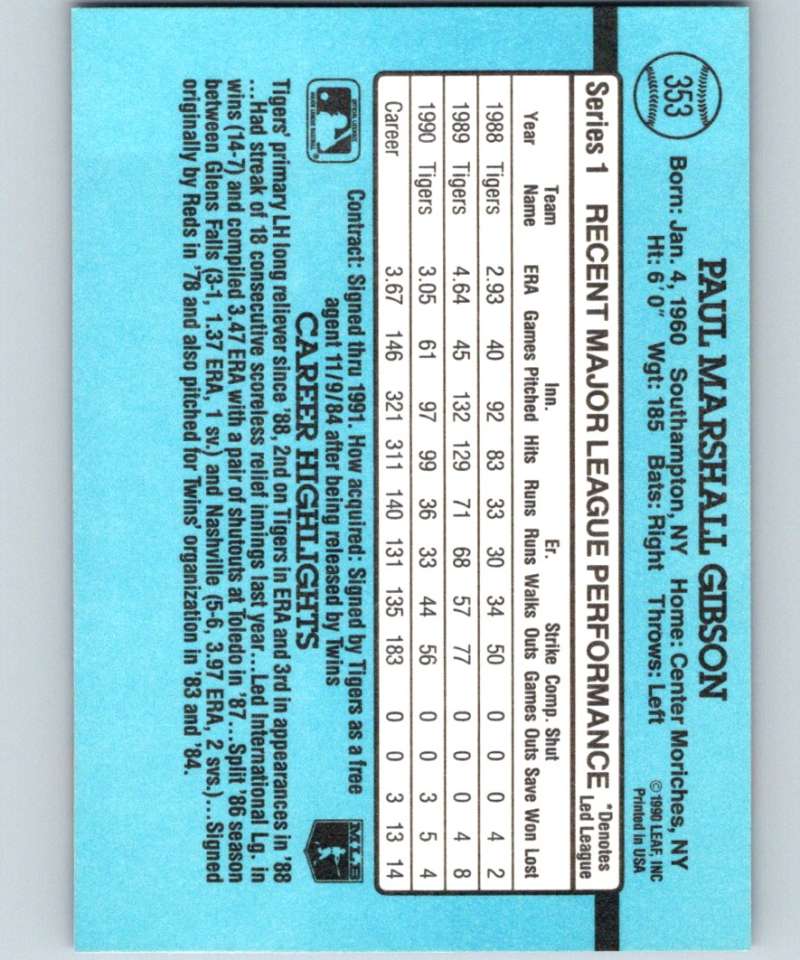 353
PAUL MARSHALL GIBSON
Born: Jan. 4, 1960 Southampton, NY Home: Center Moriches, NY
Ht: 6' 0" Wgt: 185 Bats: Right Throws: Left
© 1990 LEAF, INC
Printed in USA
Series 1 RECENT MAJOR LEAGUE PERFORMANCE *Denotes
Led League
Team Inn. Er. Strike Comp. Shut
Year Name ERA Games Pitched Hits Runs Runs Walks Outs Games Outs Save Won Lost
1988 Tigers 2.93 40 92 83 33 30 34 50 0 0 0 4 2
1989 Tigers 4.64 45 132 129 71 68 57 77 0 0 0 4 8
1990 Tigers 3.05 61 97 99 36 33 44 56 0 0 3 5 4
Career 3.67 146 321 311 140 131 135 183 0 0 3 13 14
Contract: Signed thru 1991. How acquired: Signed by Tigers as a free
agent 11/9/84 after being released by Twins
MLB
CAREER HIGHLIGHTS
Tigers' primary LH long reliever since '88, 2nd on Tigers in ERA and 3rd in appearances in '88
...Had streak of 18 consecutive scoreless relief innings last year...Led International Lg. in
wins (14-7) and compiled 3.47 ERA with a pair of shutouts at Toledo in '87...Split '86 season
between Glens Falls (3-1, 1.37 ERA, 1 sv.) and Nashville (5-6, 3.97 ERA, 2 svs.)...Signed
originally by Reds in '78 and also pitched for Twins' organization in '83 and '84.